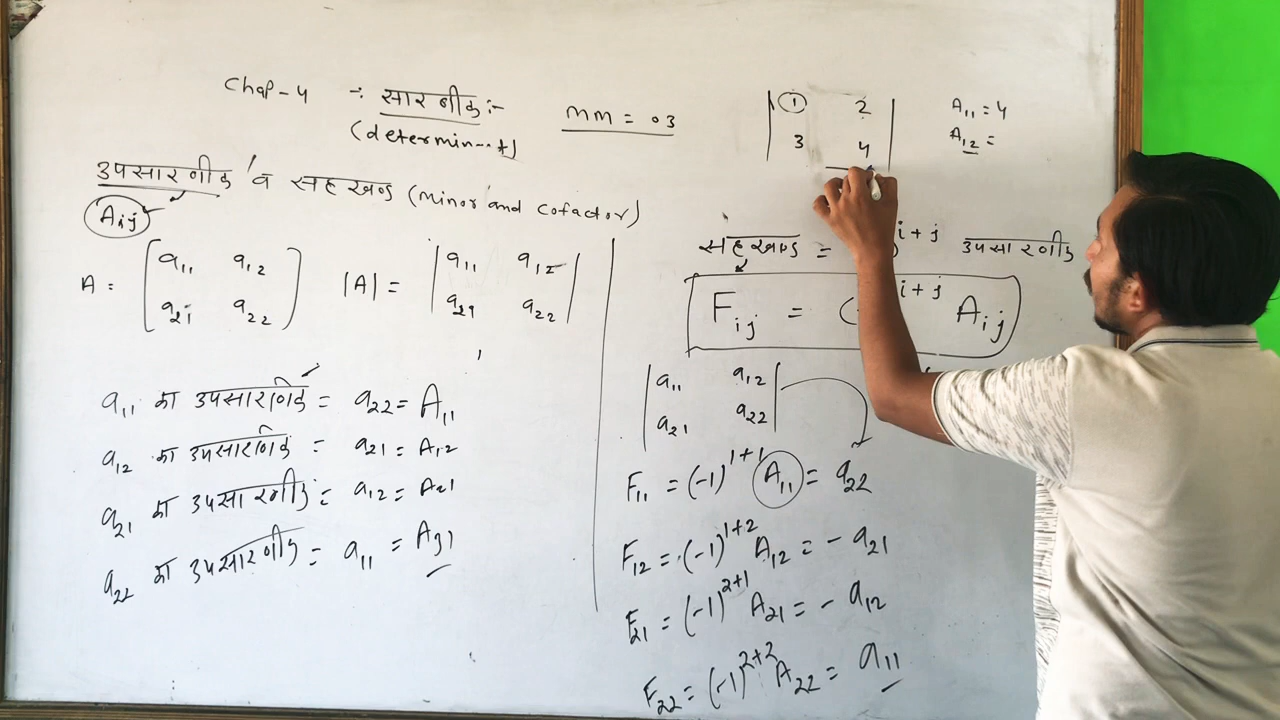 Chap-4 -: सारणीक :-
(determin--t)
MM = 03
उपसारणीक व सहखण्ड (Minor and Cofactor)
Aij
A = [a11 a12
a21 a22]
|A| = |a11 a12
a21 a22|
a11 का उपसारणिक = a22 = A11
a12 का उपसारणिक = a21 = A12
a21 का उपसारणीक = a12 = A21
a22 का उपसारणीक = a11 =
|1 2|
|3 4|
A11 = 4
A12 =
सहखण्ड = i+j उपसारणीक
Fij = ( i+j Aij
|a11 a12|
|a21 a22|
F11 = (-1)^1+1 A11 = a22
F12 = (-1)^1+2 A12 = - a21
F21 = (-1)^2+1 A21 = - a12
F22 = (-1)^2+2 A22 = a11